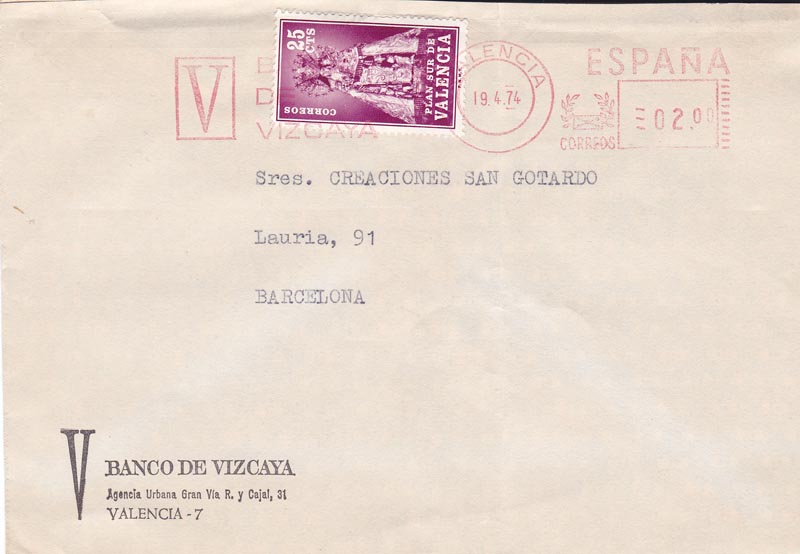 V
VIZCAYA
25
CTS
CORREOS
PLAN SUR DE
VALENCIA
VALENCIA
19.4.74
ESPAÑA
CORREOS
02.00
Sres. CREACIONES SAN GOTARDO
Lauria, 91
BARCELONA
V
BANCO DE VIZCAYA
Agencia Urbana Gran Vía R. y Cajal, 31
VALENCIA - 7